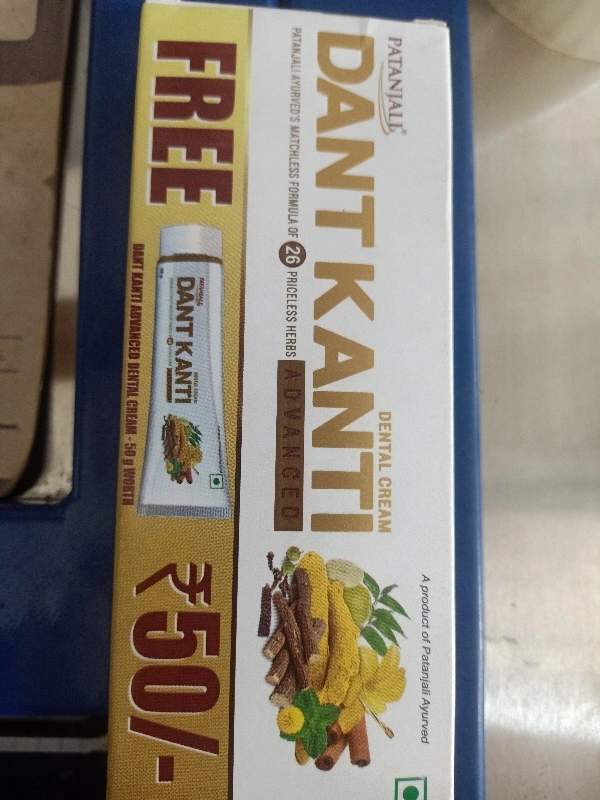 PATANJALI®
DENTAL CREAM
DANT KANTI
PATANJALI AYURVED'S MATCHLESS FORMULA OF 26 PRICELESS HERBS
ADVANCED
A product of Patanjali Ayurved
FREE
PATANJALI
DANT KANTI
DANT KANTI ADVANCED DENTAL CREAM - 50 g WORTH
₹50/-